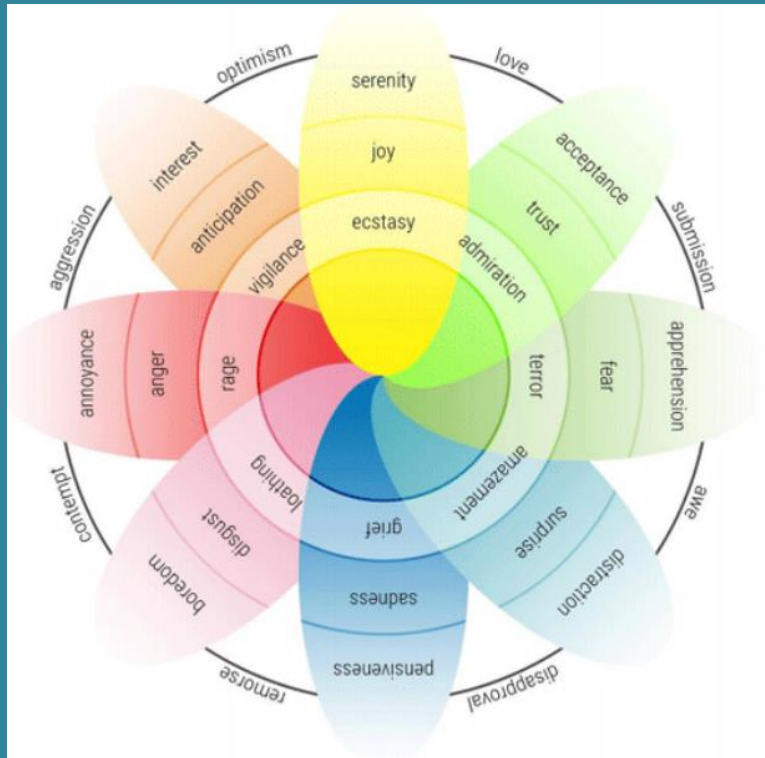 optimism
love
serenity
joy
ecstasy
interest
anticipation
vigilance
acceptance
trust
admiration
aggression
submission
annoyance
anger
rage
terror
fear
apprehension
loathing
disgust
boredom
grief
sadness
pensiveness
amazement
surprise
distraction
contempt
awe
remorse
disapproval